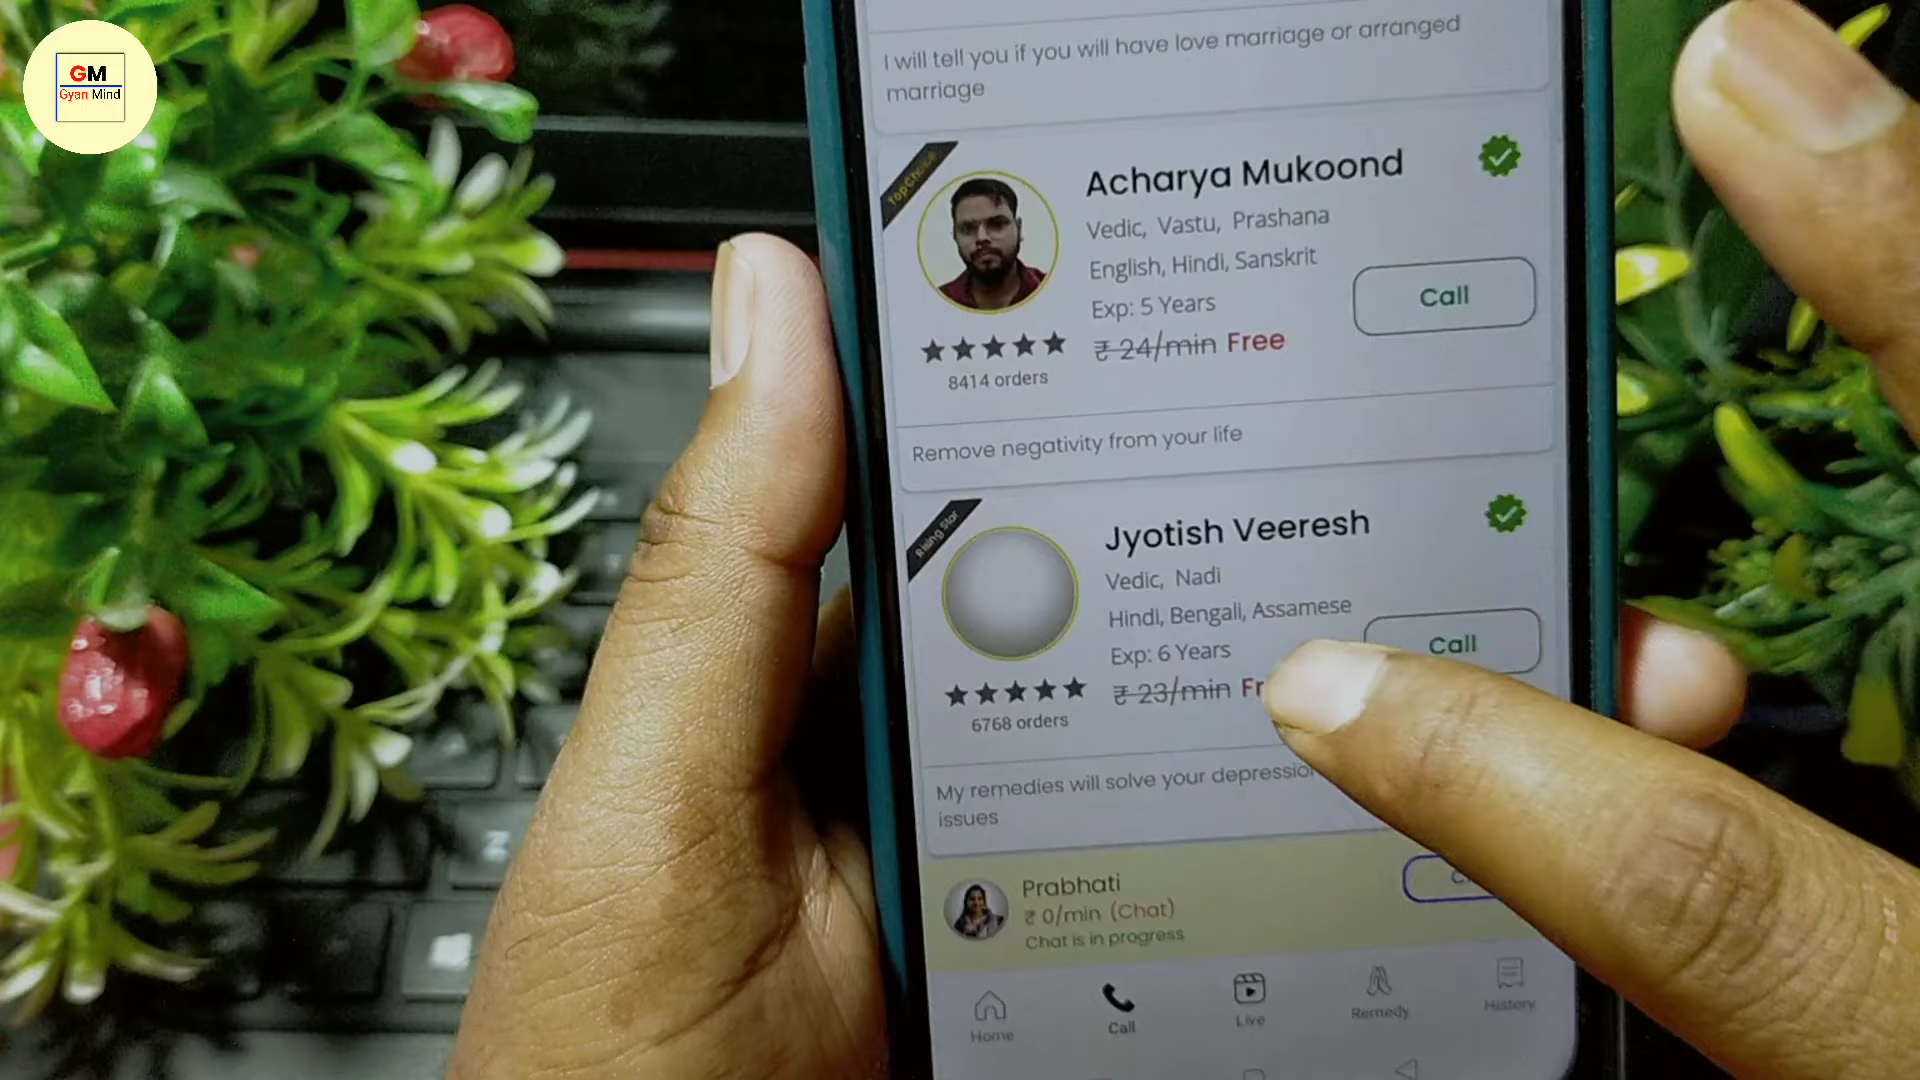 GM
Gyan Mind
I will tell you if you will have love marriage or arranged
marriage
Top Choice
Acharya Mukoond
Vedic, Vastu, Prashana
English, Hindi, Sanskrit
Exp: 5 Years
Call
₹ 24/min Free
8414 orders
Remove negativity from your life
Rising Star
Jyotish Veeresh
Vedic, Nadi
Hindi, Bengali, Assamese
Exp: 6 Years
Call
₹ 23/min
6768 orders
My remedies will solve your depression
issues
Prabhati
₹ 0/min (Chat)
Chat is in progress
Home
Call
Live
Remedy
History